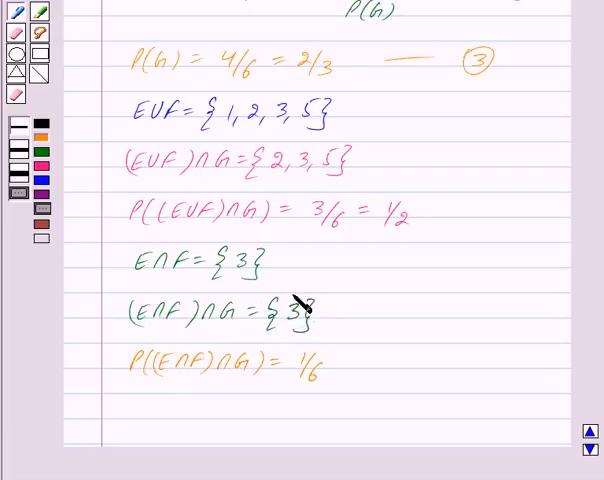 P(G)
P(G) = 4/6 = 2/3 —— ③
E∪F = {1, 2, 3, 5}
(E∪F)∩G = {2, 3, 5}
P((E∪F)∩G) = 3/6 = 1/2
E∩F = {3}
(E∩F)∩G = {3}
P((E∩F)∩G) = 1/6